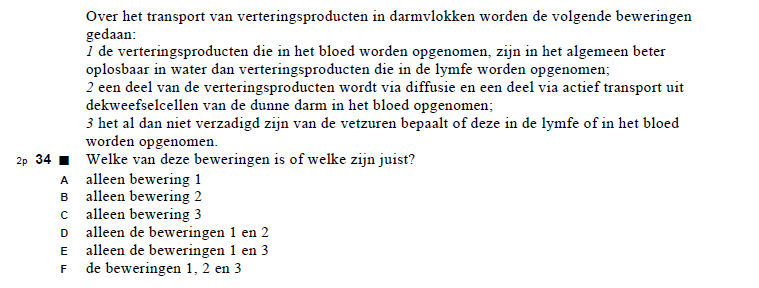 Over het transport van verteringsproducten in darmvlokken worden de volgende beweringen
gedaan:
1 de verteringsproducten die in het bloed worden opgenomen, zijn in het algemeen beter
oplosbaar in water dan verteringsproducten die in de lymfe worden opgenomen;
2 een deel van de verteringsproducten wordt via diffusie en een deel via actief transport uit
dekweefselcellen van de dunne darm in het bloed opgenomen;
3 het al dan niet verzadigd zijn van de vetzuren bepaalt of deze in de lymfe of in het bloed
worden opgenomen.
2p 34 ■ Welke van deze beweringen is of welke zijn juist?
A alleen bewering 1
B alleen bewering 2
C alleen bewering 3
D alleen de beweringen 1 en 2
E alleen de beweringen 1 en 3
F de beweringen 1, 2 en 3